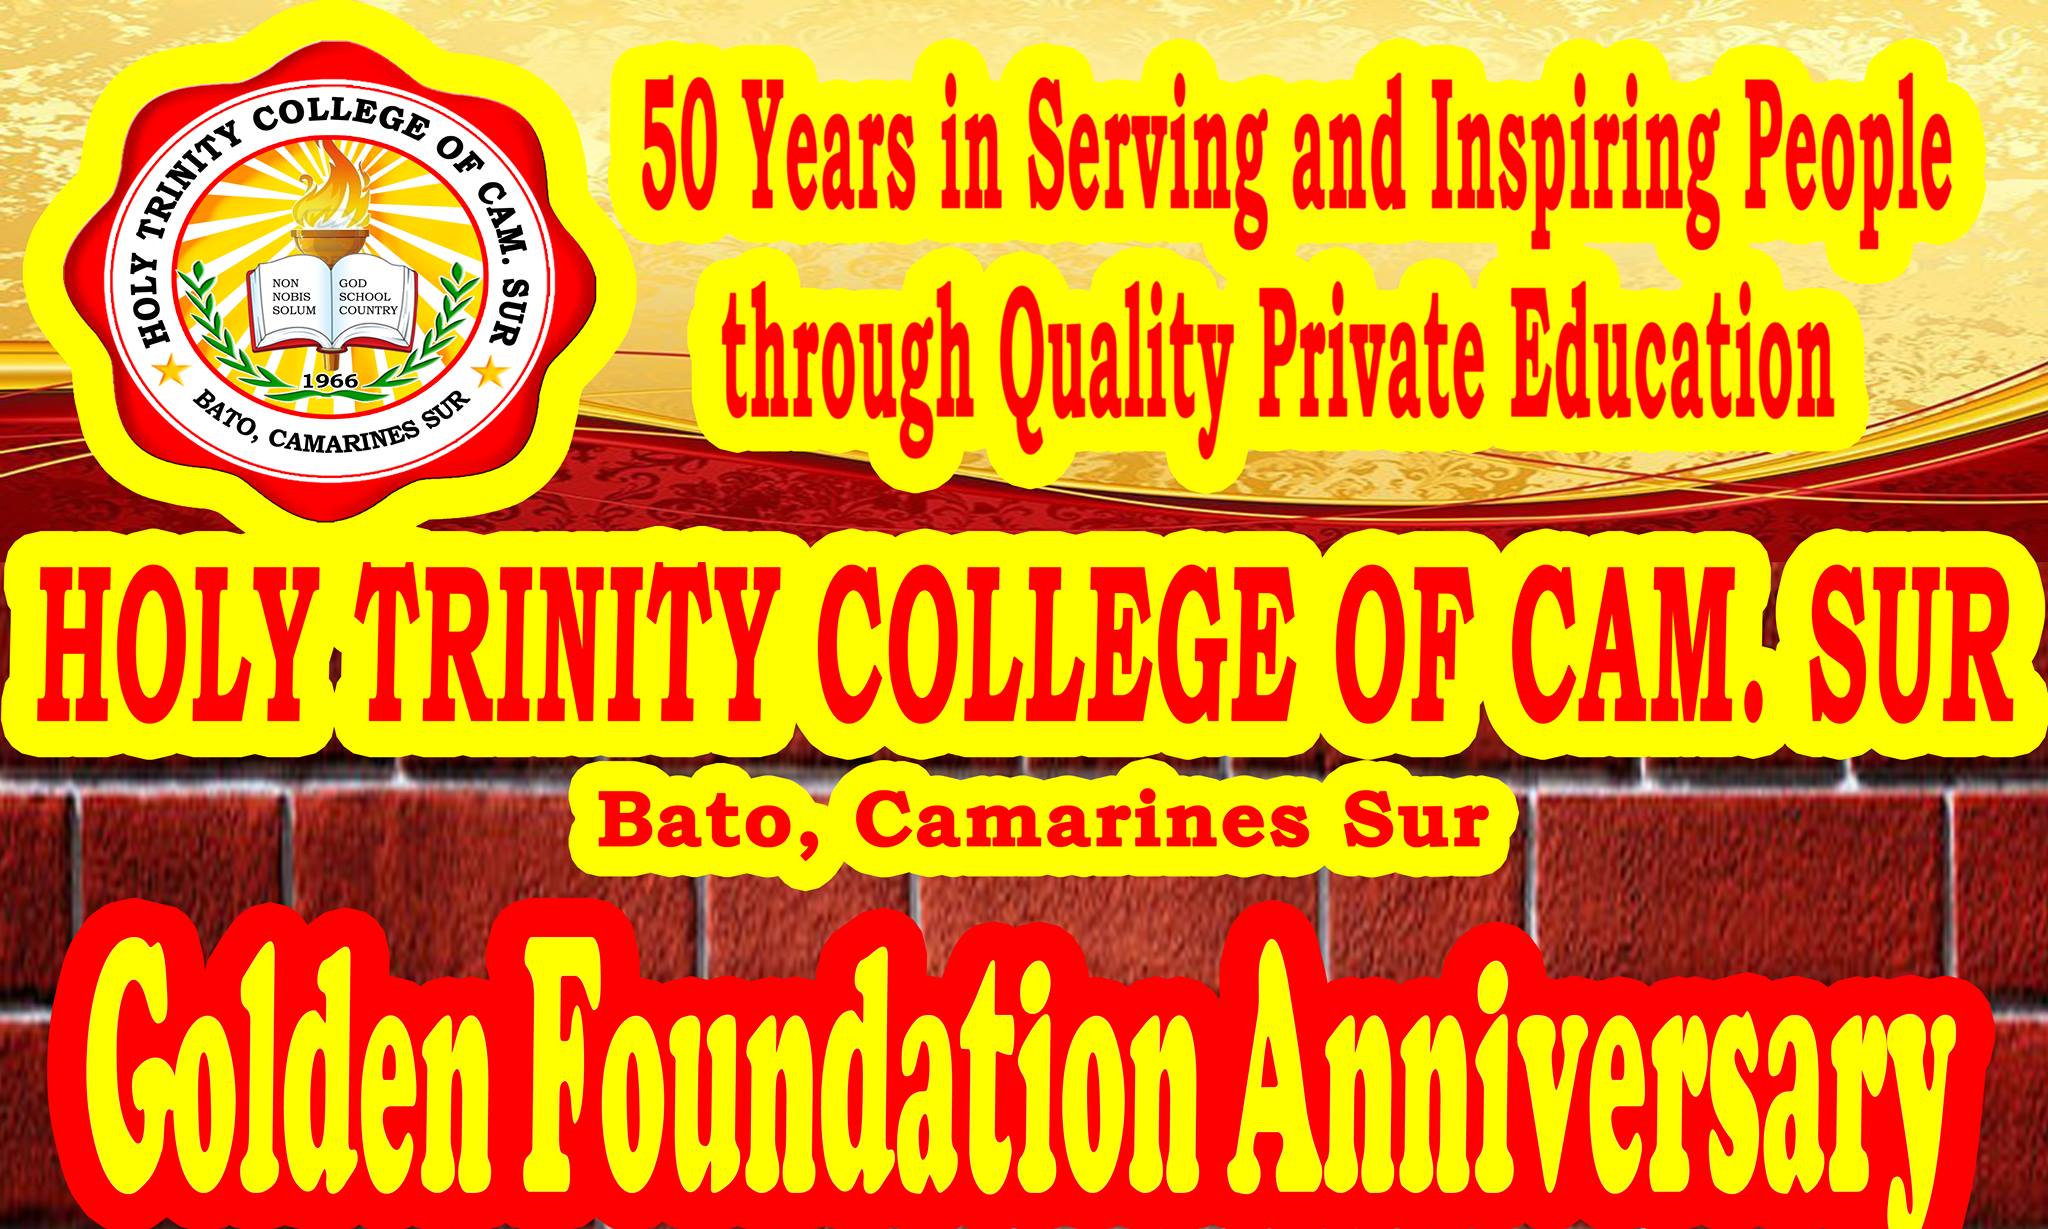 HOLY TRINITY COLLEGE OF CAM. SUR
NON
NOBIS
SOLUM
GOD
SCHOOL
COUNTRY
1966
BATO, CAMARINES SUR
50 Years in Serving and Inspiring People
through Quality Private Education
HOLY TRINITY COLLEGE OF CAM. SUR
Bato, Camarines Sur
Golden Foundation Anniversary